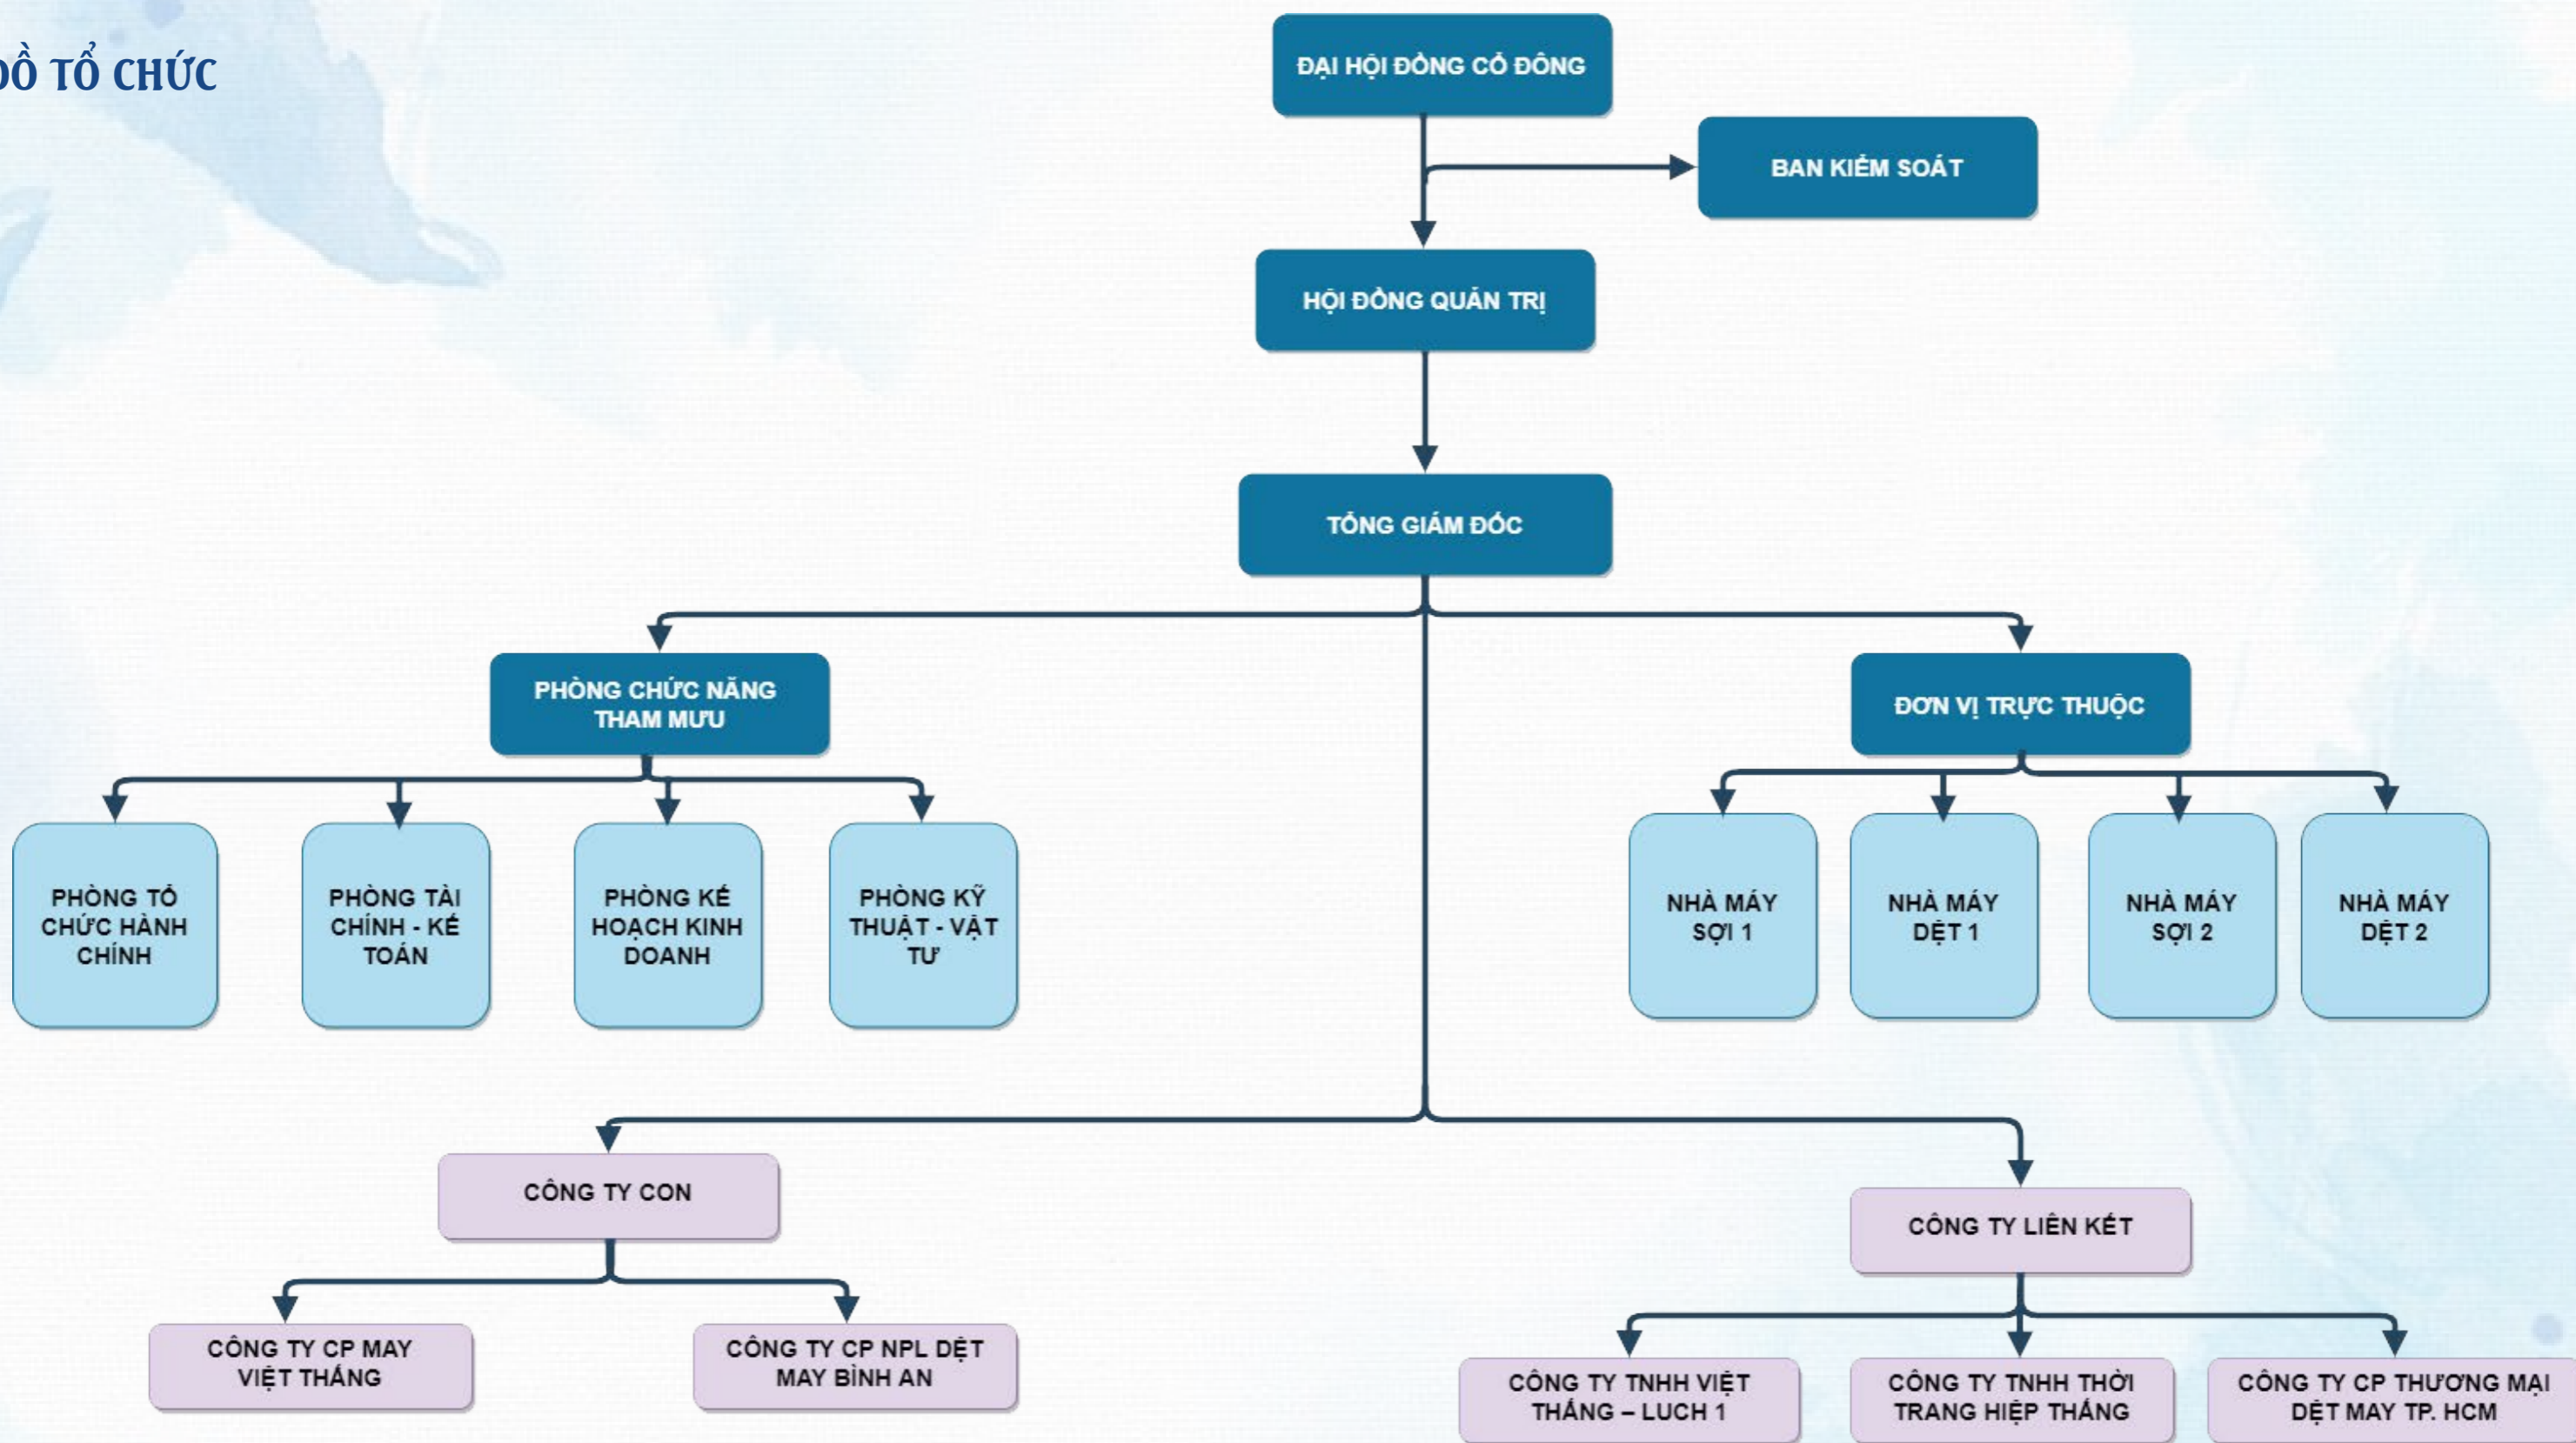 ĐỒ TỔ CHỨC
ĐẠI HỘI ĐỒNG CỔ ĐÔNG
BAN KIỂM SOÁT
HỘI ĐỒNG QUẢN TRỊ
TỔNG GIÁM ĐỐC
PHÒNG CHỨC NĂNG
THAM MƯU
ĐƠN VỊ TRỰC THUỘC
PHÒNG TỔ
CHỨC HÀNH
CHÍNH
PHÒNG TÀI
CHÍNH - KẾ
TOÁN
PHÒNG KẾ
HOẠCH KINH
DOANH
PHÒNG KỸ
THUẬT - VẬT
TƯ
NHÀ MÁY
SỢI 1
NHÀ MÁY
DỆT 1
NHÀ MÁY
SỢI 2
NHÀ MÁY
DỆT 2
CÔNG TY CON
CÔNG TY LIÊN KẾT
CÔNG TY CP MAY
VIỆT THẮNG
CÔNG TY CP NPL DỆT
MAY BÌNH AN
CÔNG TY TNHH VIỆT
THẮNG – LUCH 1
CÔNG TY TNHH THỜI
TRANG HIỆP THẮNG
CÔNG TY CP THƯƠNG MẠI
DỆT MAY TP. HCM